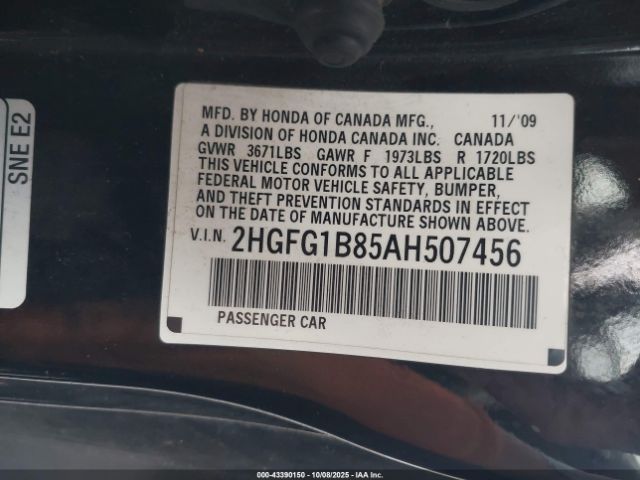 SNE E2
MFD. BY HONDA OF CANADA MFG., 11/'09
A DIVISION OF HONDA CANADA INC. CANADA
GVWR 3671LBS GAWR F 1973LBS R 1720LBS
THIS VEHICLE CONFORMS TO ALL APPLICABLE
FEDERAL MOTOR VEHICLE SAFETY, BUMPER,
AND THEFT PREVENTION STANDARDS IN EFFECT
ON THE DATE OF MANUFACTURE SHOWN ABOVE.
V.I.N. 2HGFG1B85AH507456
PASSENGER CAR
000-43390150 - 10/08/2025 - IAA Inc.